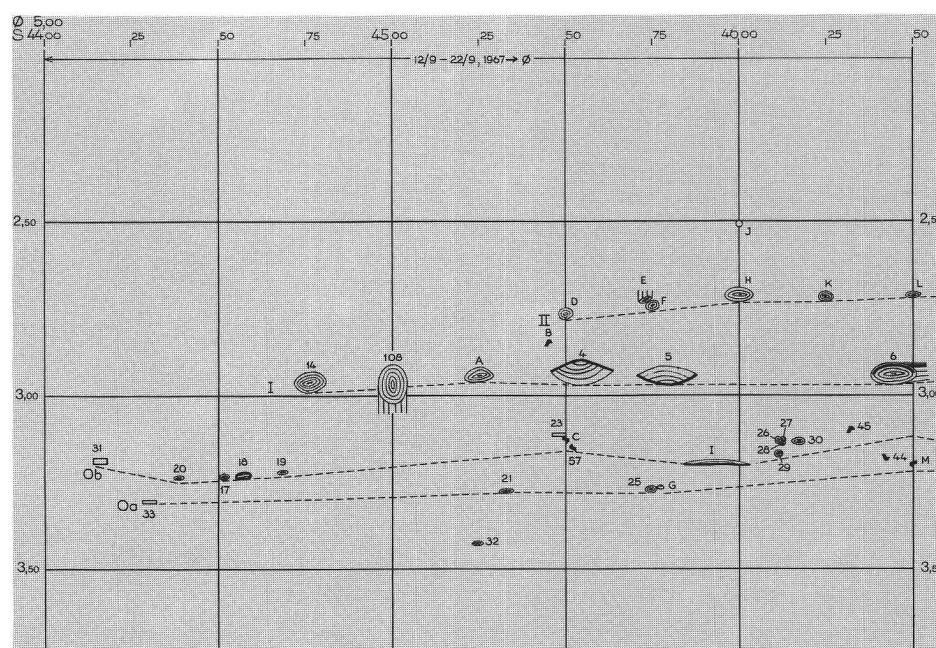 Ø 5,00
S 44 00 25 50 75 45 00 25 50 75 40 00 25 50
12/9 – 22/9, 1967 → Ø
2,50 2,5
J
E H K L
D F
II
B
14 108 A 4 5 6
I
3,00 3,0
23 C 26 27 45
31 28 30
20 18 19 57 I 44 M
Ob 17 29
21 25 G
Oa 33
32
3,50 3,5